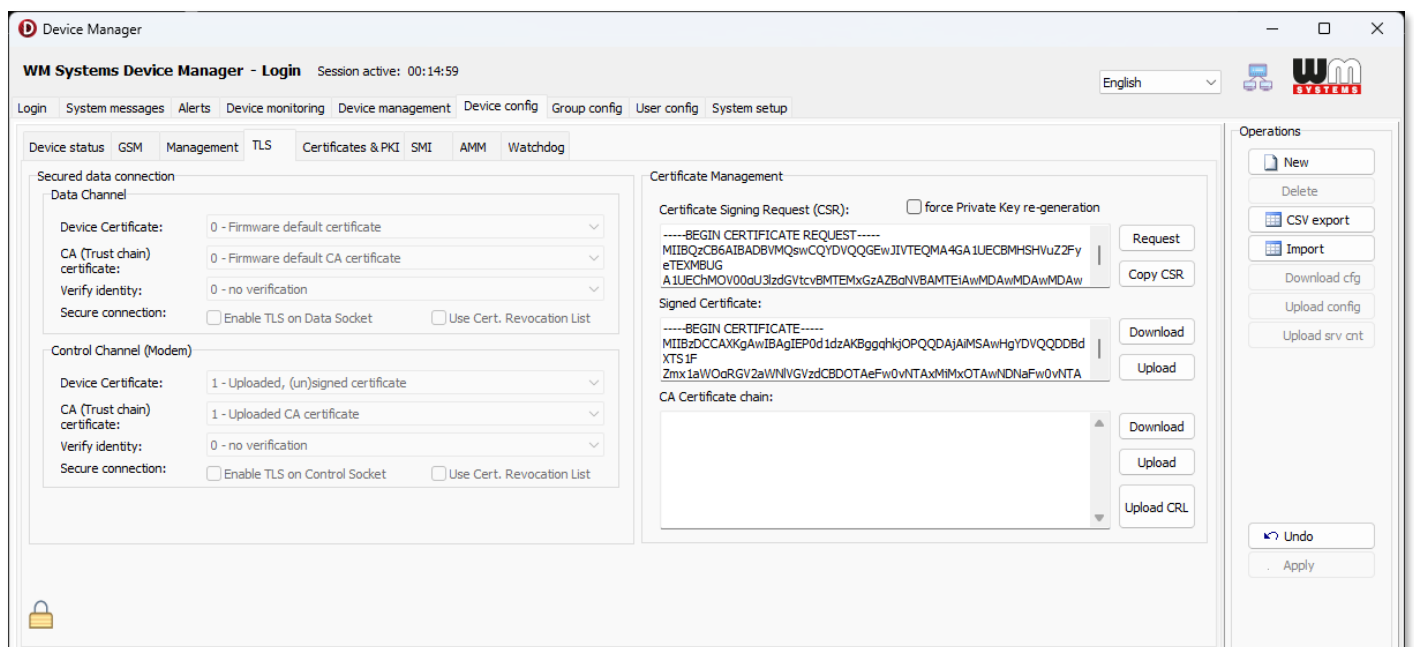 Device Manager
WM Systems Device Manager - Login Session active: 00:14:59
English
wm
SYSTEMS
Login System messages Alerts Device monitoring Device management Device config Group config User config System setup
Device status GSM Management TLS Certificates & PKI SMI AMM Watchdog
Secured data connection
Data Channel
Device Certificate: 0 - Firmware default certificate
CA (Trust chain)
certificate: 0 - Firmware default CA certificate
Verify identity: 0 - no verification
Secure connection: Enable TLS on Data Socket Use Cert. Revocation List
Control Channel (Modem)
Device Certificate: 1 - Uploaded, (un)signed certificate
CA (Trust chain)
certificate: 1 - Uploaded CA certificate
Verify identity: 0 - no verification
Secure connection: Enable TLS on Control Socket Use Cert. Revocation List
Certificate Management
Certificate Signing Request (CSR): force Private Key re-generation
-----BEGIN CERTIFICATE REQUEST-----
MIIBQzCB6AIBADBVMQswCQYDVQQGEwJIVTEQMA4GA1UECBMHSHVuZ2Fy
eTEXMBUG
A1UEChMOV00gU3lzdGVtcvBMTEMxGzAZBgNVBAMTEiAwMDAwMDAwMDAw
Request
Copy CSR
Signed Certificate:
-----BEGIN CERTIFICATE-----
MIIBzDCCAXKgAwIBAgIEP0d1dzAKBggqhkjOPQQDAjAiMSAwHgYDVQQDDBd
XTS1F
Zmx1aWOgRGV2aWNlVGVzdCBDOTAeFw0vNTAxMiMxOTAwNDNaFw0vNTA
Download
Upload
CA Certificate chain:
Download
Upload
Upload CRL
Operations
New
Delete
CSV export
Import
Download cfg
Upload config
Upload srv cnt
Undo
Apply